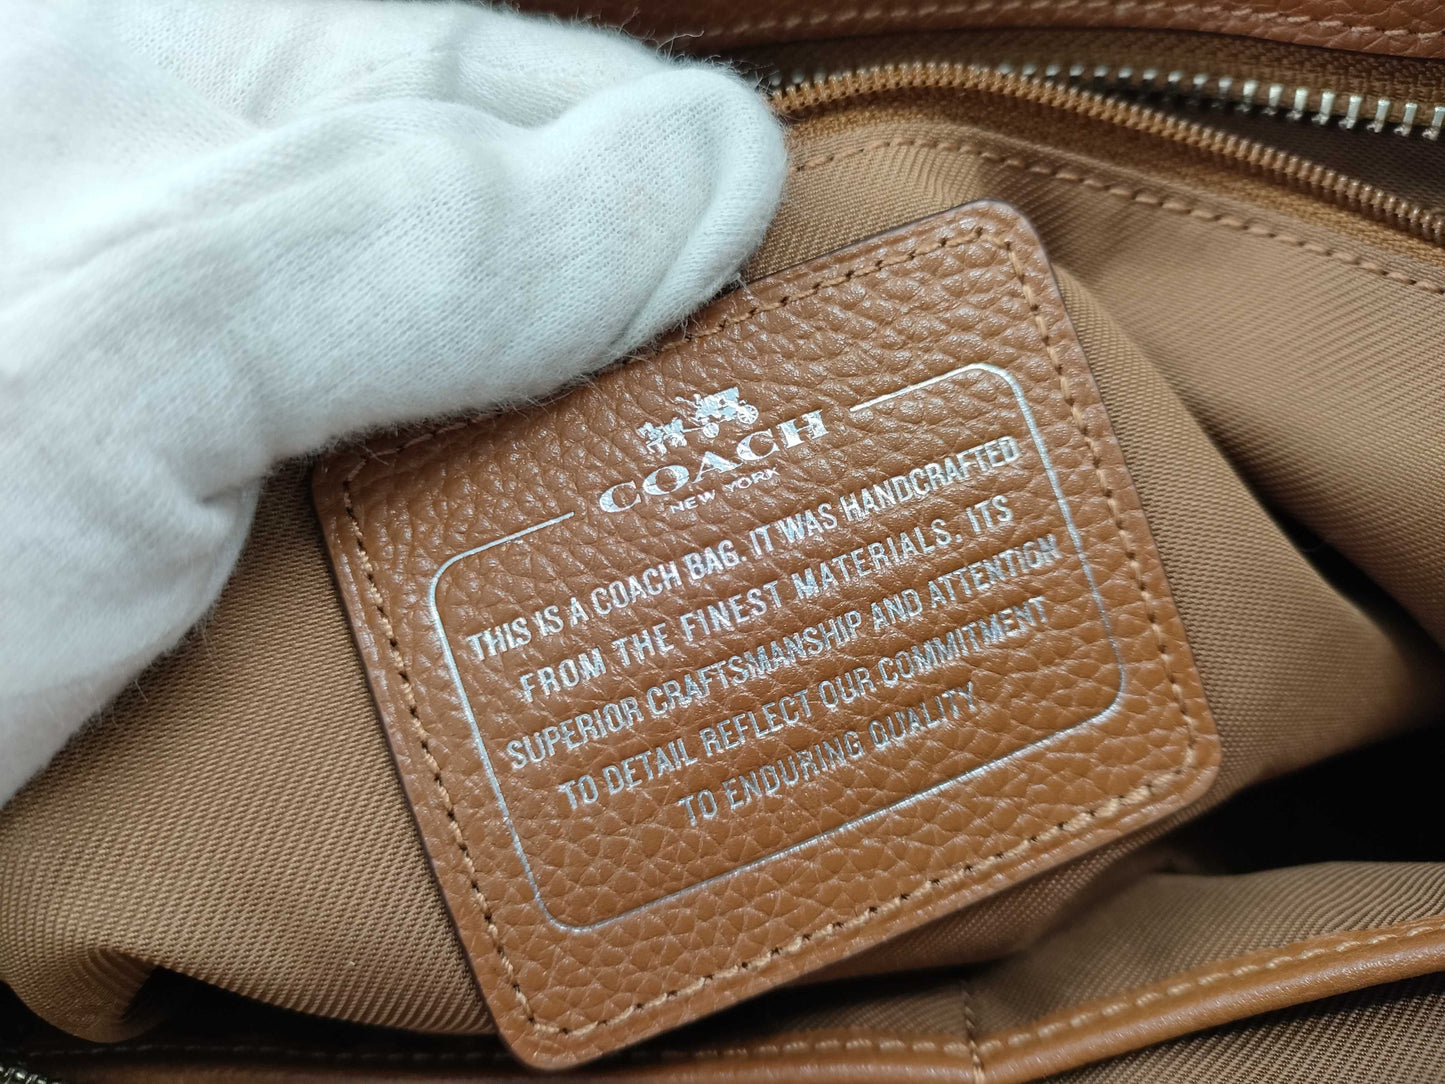 COACH
NEW YORK
THIS IS A COACH BAG. IT WAS HANDCRAFTED
FROM THE FINEST MATERIALS. ITS
SUPERIOR CRAFTSMANSHIP AND ATTENTION
TO DETAIL REFLECT OUR COMMITMENT
TO ENDURING QUALITY.